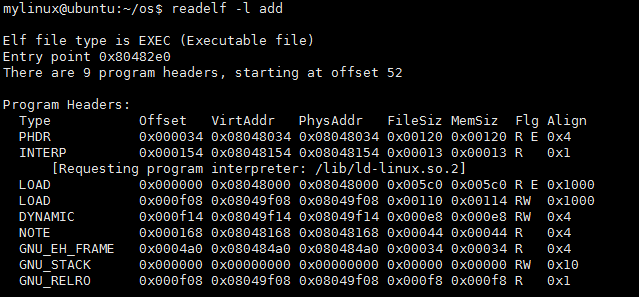 mylinux@ubuntu:~/os$ readelf -l add
Elf file type is EXEC (Executable file)
Entry point 0x80482e0
There are 9 program headers, starting at offset 52
Program Headers:
Type Offset VirtAddr PhysAddr FileSiz MemSiz Flg Align
PHDR 0x000034 0x08048034 0x08048034 0x00120 0x00120 R E 0x4
INTERP 0x000154 0x08048154 0x08048154 0x00013 0x00013 R 0x1
[Requesting program interpreter: /lib/ld-linux.so.2]
LOAD 0x000000 0x08048000 0x08048000 0x005c0 0x005c0 R E 0x1000
LOAD 0x000f08 0x08049f08 0x08049f08 0x00110 0x00114 RW 0x1000
DYNAMIC 0x000f14 0x08049f14 0x08049f14 0x000e8 0x000e8 RW 0x4
NOTE 0x000168 0x08048168 0x08048168 0x00044 0x00044 R 0x4
GNU_EH_FRAME 0x0004a0 0x080484a0 0x080484a0 0x00034 0x00034 R 0x4
GNU_STACK 0x000000 0x00000000 0x00000000 0x00000 0x00000 RW 0x10
GNU_RELRO 0x000f08 0x08049f08 0x08049f08 0x000f8 0x000f8 R 0x1